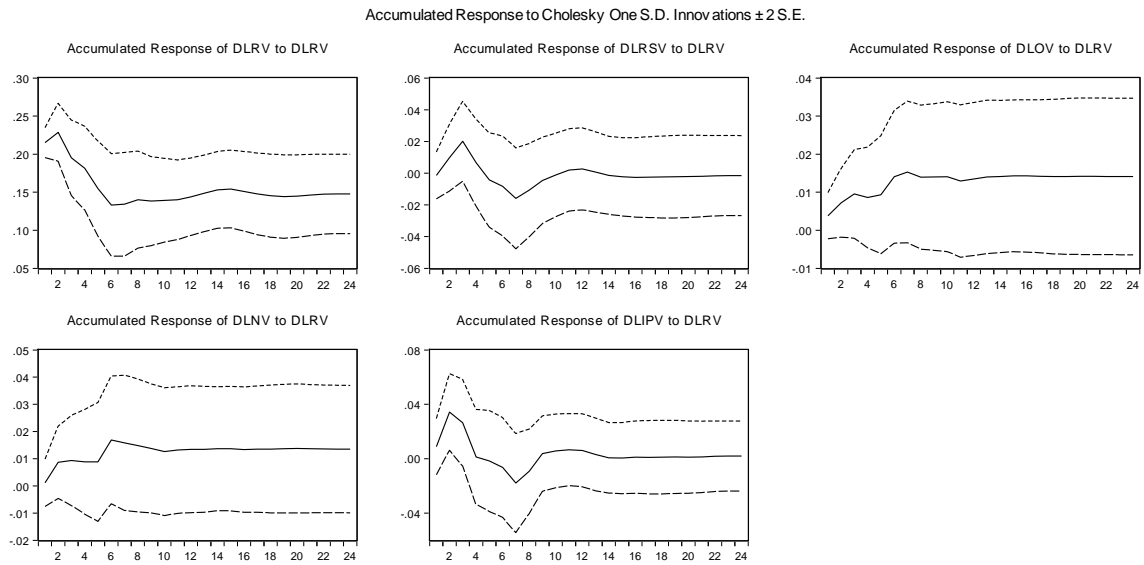 Accumulated Response to Cholesky One S.D. Innovations ± 2 S.E.
Accumulated Response of DLRV to DLRV
.30
.25
.20
.15
.10
.05
2 4 6 8 10 12 14 16 18 20 22 24
Accumulated Response of DLRSV to DLRV
.06
.04
.02
.00
-.02
-.04
-.06
2 4 6 8 10 12 14 16 18 20 22 24
Accumulated Response of DLOV to DLRV
.04
.03
.02
.01
.00
-.01
2 4 6 8 10 12 14 16 18 20 22 24
Accumulated Response of DLNV to DLRV
.05
.04
.03
.02
.01
.00
-.01
-.02
2 4 6 8 10 12 14 16 18 20 22 24
Accumulated Response of DLIPV to DLRV
.08
.04
.00
-.04
2 4 6 8 10 12 14 16 18 20 22 24